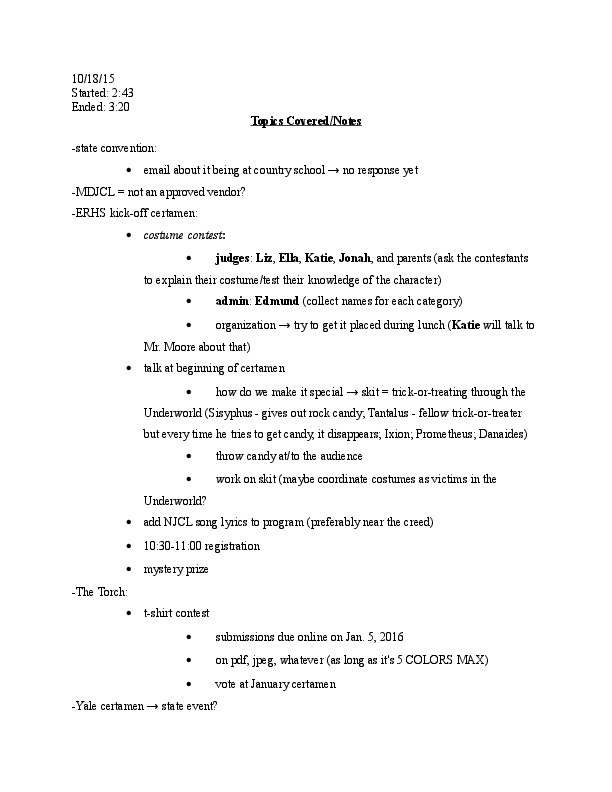 10/18/15
Started: 2:43
Ended: 3:20
Topics Covered/Notes
-state convention:
• email about it being at country school → no response yet
-MDJCL = not an approved vendor?
-ERHS kick-off certamen:
• costume contest:
• judges: Liz, Ella, Katie, Jonah, and parents (ask the contestants
to explain their costume/test their knowledge of the character)
• admin: Edmund (collect names for each category)
• organization → try to get it placed during lunch (Katie will talk to
Mr. Moore about that)
• talk at beginning of certamen
• how do we make it special → skit = trick-or-treating through the
Underworld (Sisyphus - gives out rock candy; Tantalus - fellow trick-or-treater
but every time he tries to get candy, it disappears; Ixion; Prometheus; Danaides)
• throw candy at/to the audience
• work on skit (maybe coordinate costumes as victims in the
Underworld?
• add NJCL song lyrics to program (preferably near the creed)
• 10:30-11:00 registration
• mystery prize
-The Torch:
• t-shirt contest
• submissions due online on Jan. 5, 2016
• on pdf, jpeg, whatever (as long as it's 5 COLORS MAX)
• vote at January certamen
-Yale certamen → state event?